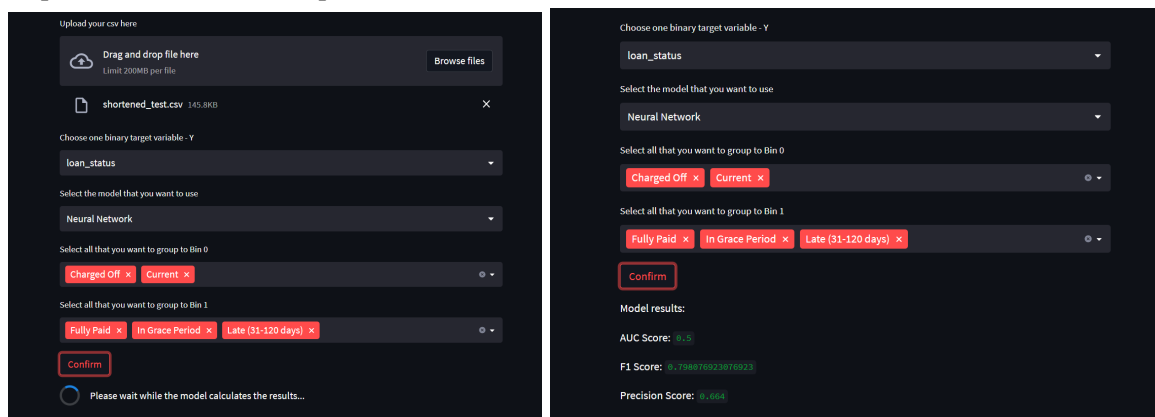 Upload your csv here
Drag and drop file here
Limit 200MB per file
Browse files
shortened_test.csv 145.8KB
Choose one binary target variable - Y
loan_status
Select the model that you want to use
Neural Network
Select all that you want to group to Bin 0
Charged Off × Current ×
Select all that you want to group to Bin 1
Fully Paid × In Grace Period × Late (31-120 days) ×
Confirm
Please wait while the model calculates the results...
Choose one binary target variable - Y
loan_status
Select the model that you want to use
Neural Network
Select all that you want to group to Bin 0
Charged Off × Current ×
Select all that you want to group to Bin 1
Fully Paid × In Grace Period × Late (31-120 days) ×
Confirm
Model results:
AUC Score: 0.5
F1 Score: 0.798076923076923
Precision Score: 0.664